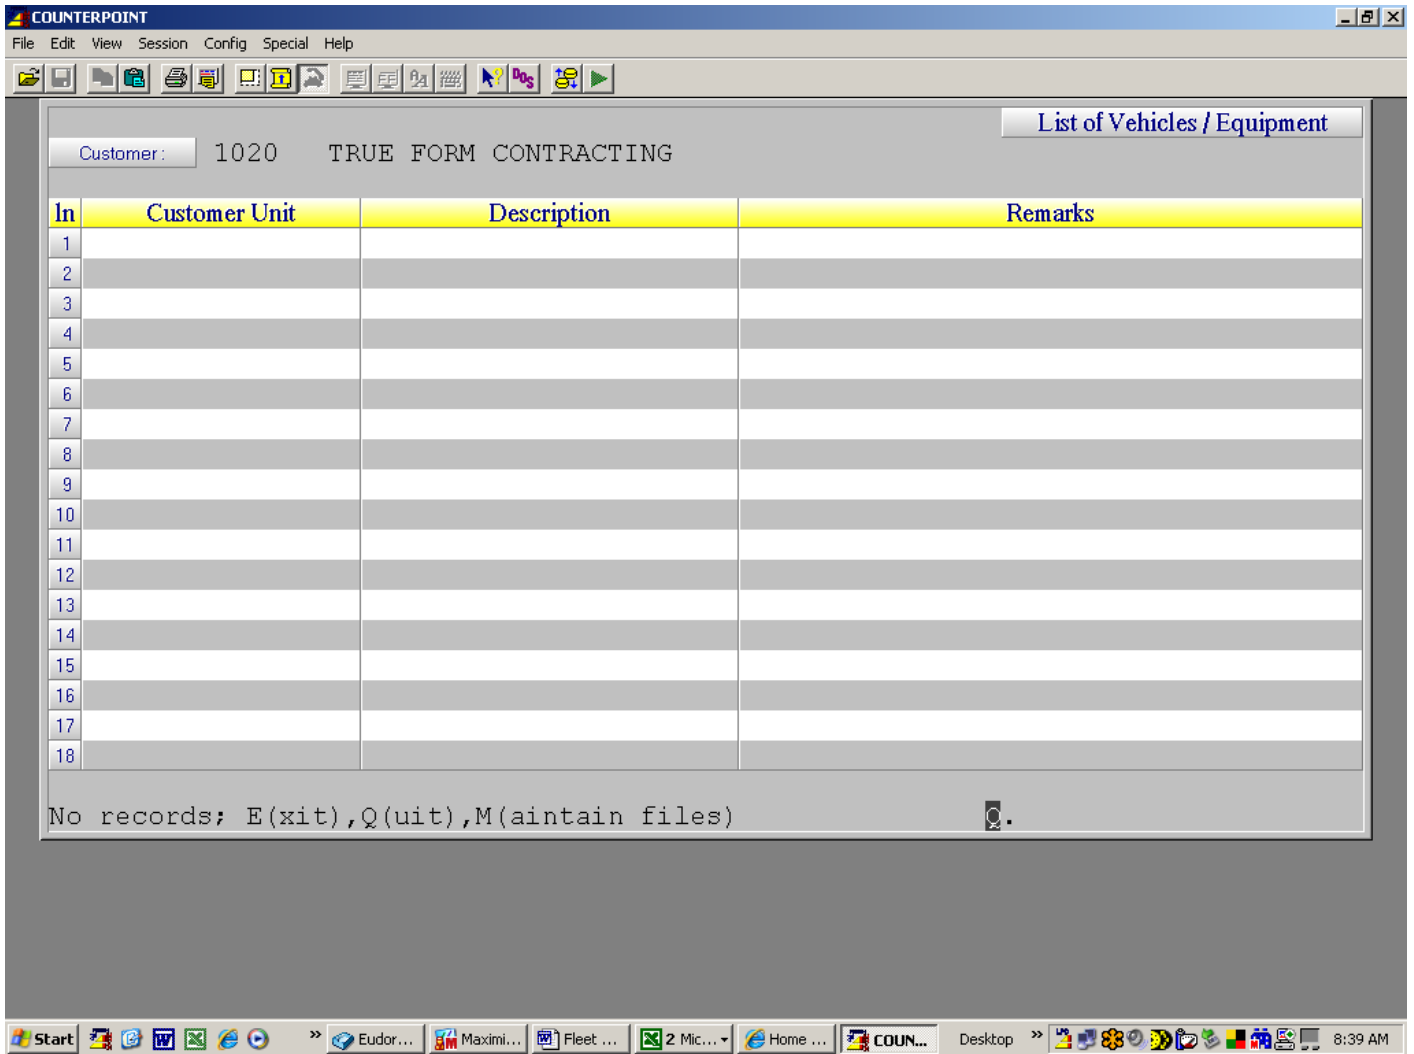 COUNTERPOINT
File Edit View Session Config Special Help
DOS
List of Vehicles / Equipment
Customer: 1020 TRUE FORM CONTRACTING
ln Customer Unit Description Remarks
1
2
3
4
5
6
7
8
9
10
11
12
13
14
15
16
17
18
No records; E(xit),Q(uit),M(aintain files) Q.
Start » Eudor... Maximi... Fleet ... 2 Mic... Home ... COUN... Desktop » 8:39 AM